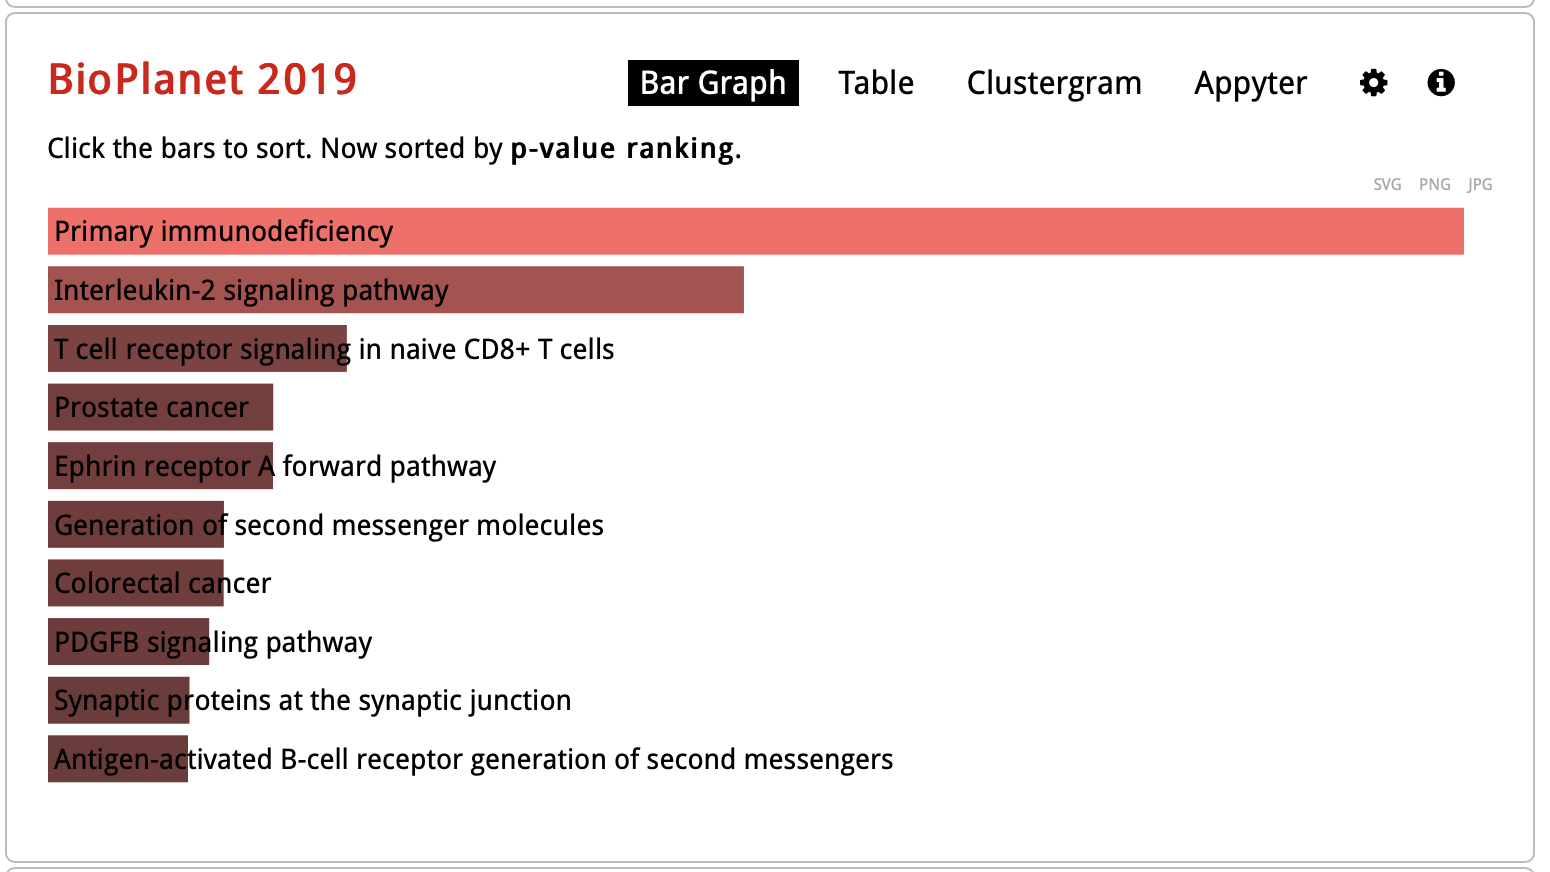 BioPlanet 2019
Bar Graph Table Clustergram Appyter
Click the bars to sort. Now sorted by p-value ranking.
SVG PNG JPG
Primary immunodeficiency
Interleukin-2 signaling pathway
T cell receptor signaling in naive CD8+ T cells
Prostate cancer
Ephrin receptor A forward pathway
Generation of second messenger molecules
Colorectal cancer
PDGFB signaling pathway
Synaptic proteins at the synaptic junction
Antigen-activated B-cell receptor generation of second messengers